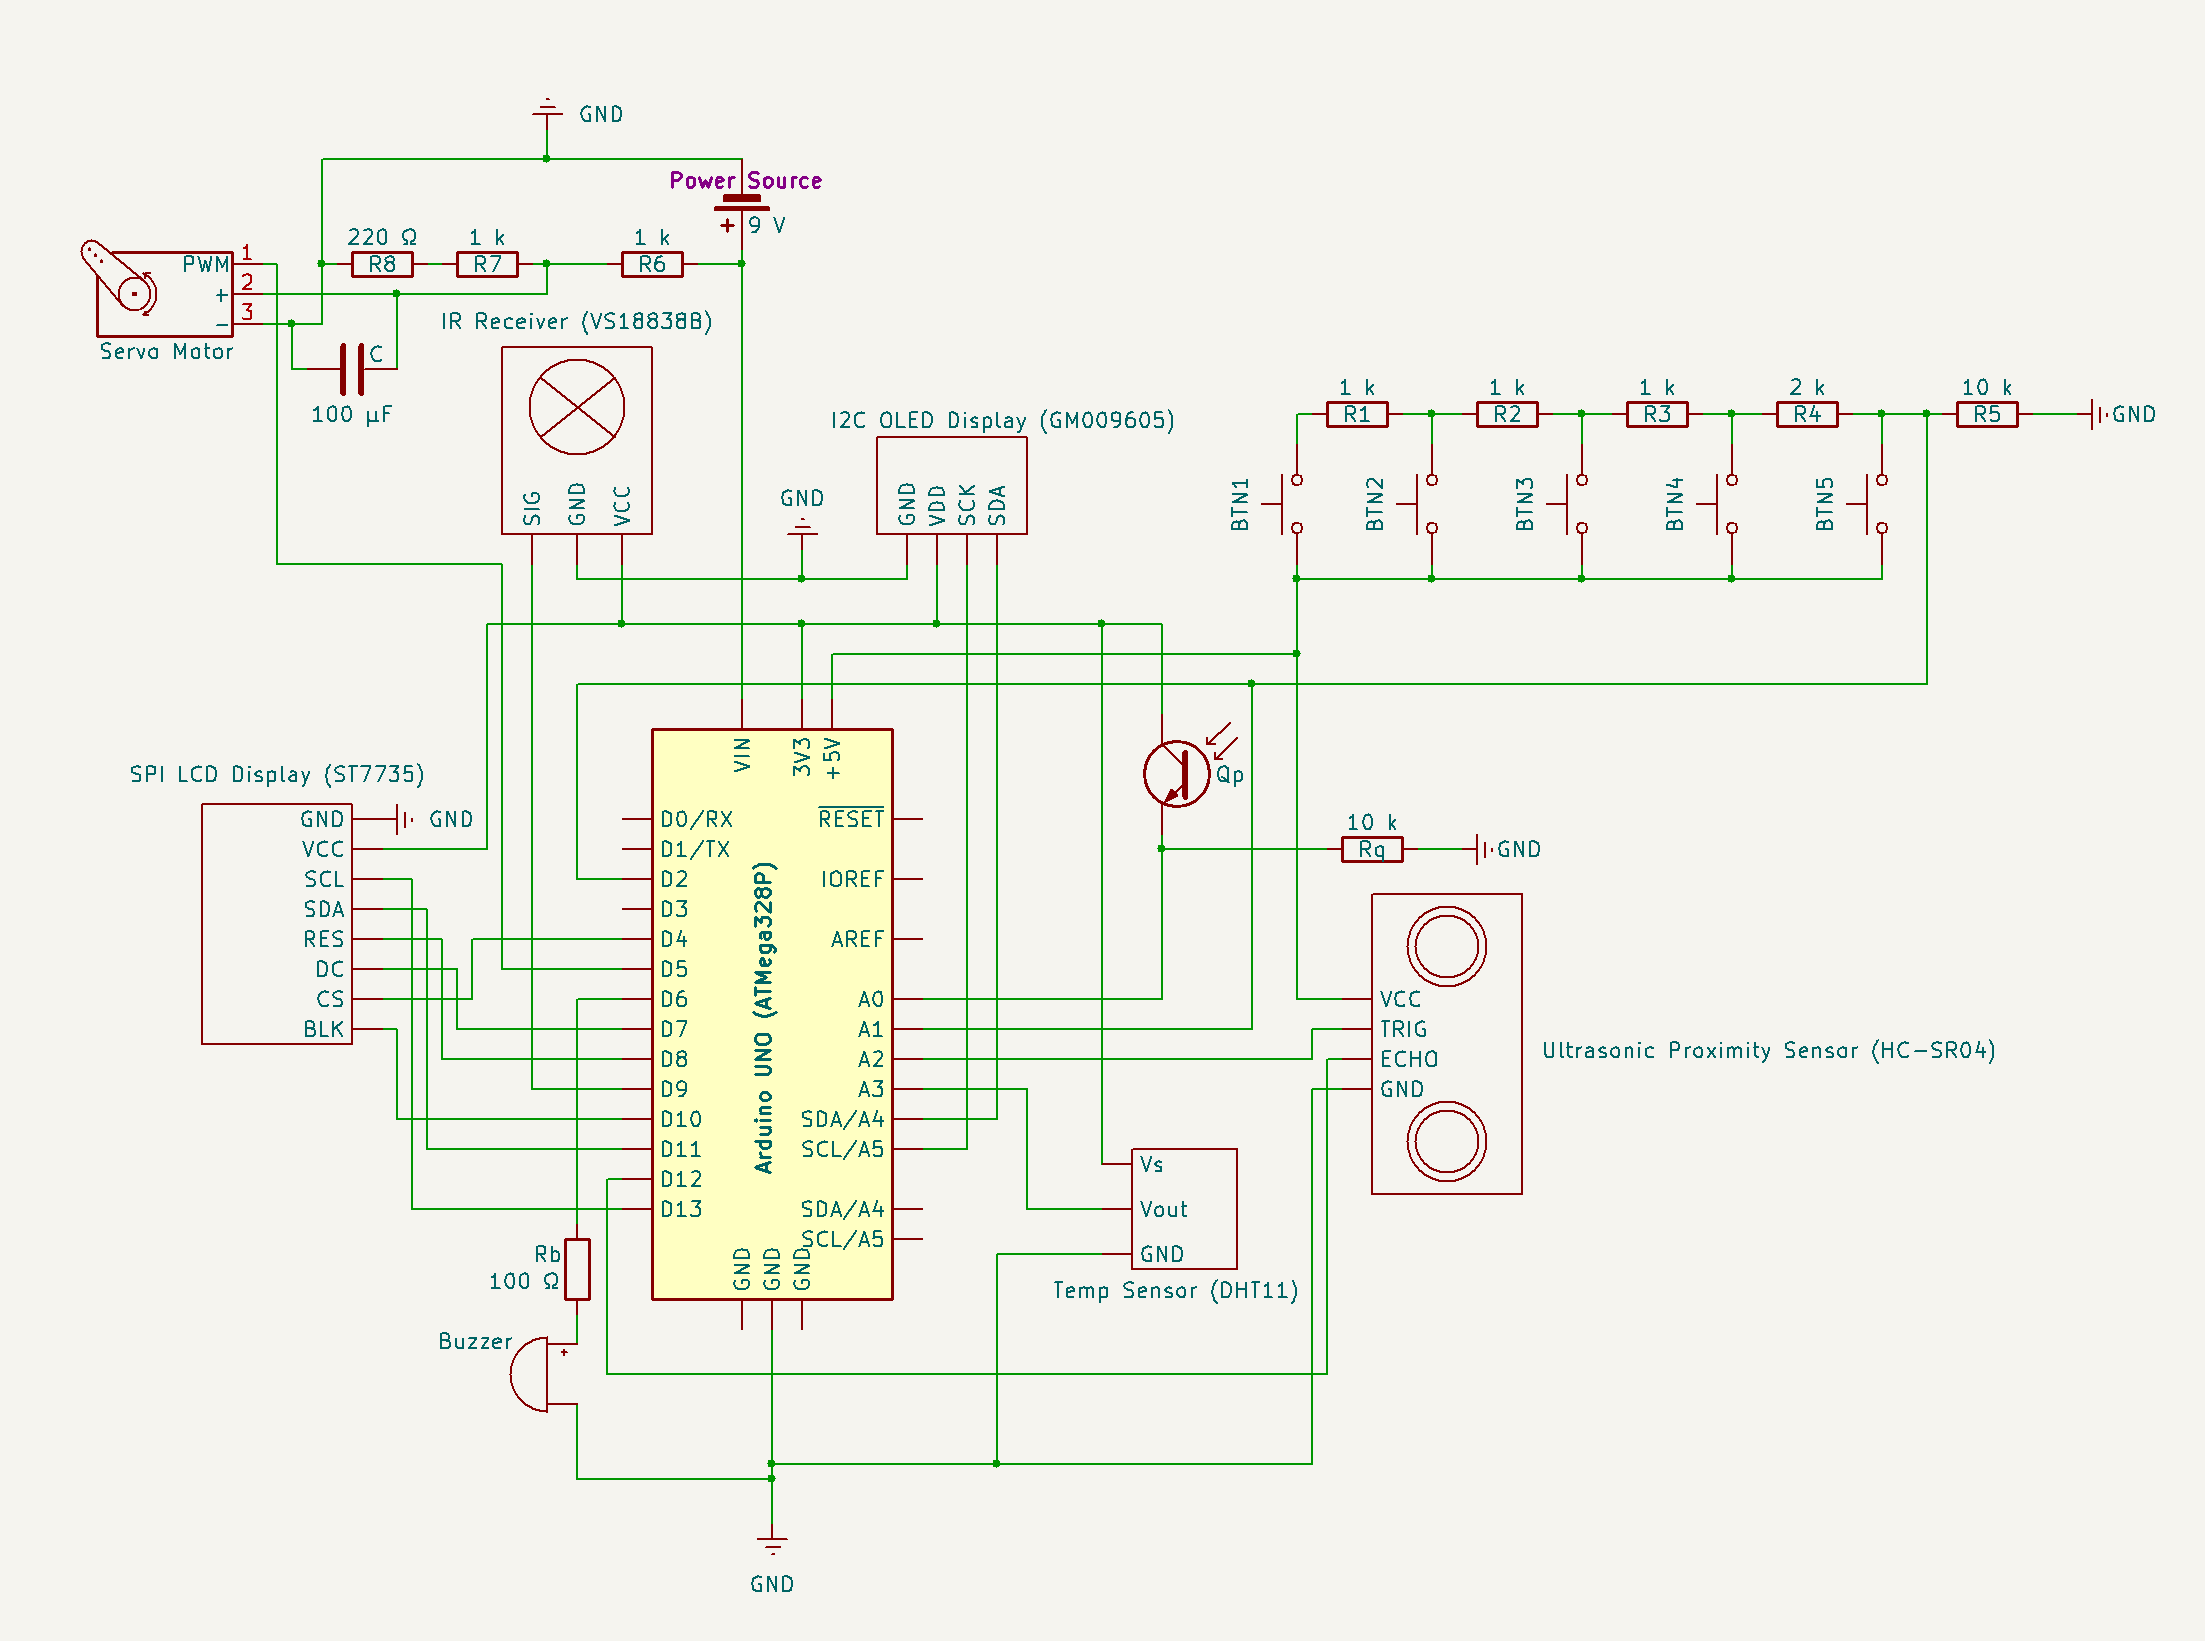 GND
Power Source
+ 9 V
220 Ω
R8
1 k
R7
1 k
R6
PWM 1
+ 2
− 3
Servo Motor
C
100 µF
IR Receiver (VS18838B)
SIG
GND
VCC
GND
I2C OLED Display (GM009605)
GND
VDD
SCK
SDA
1 k
R1
1 k
R2
1 k
R3
2 k
R4
10 k
R5
GND
BTN1
BTN2
BTN3
BTN4
BTN5
SPI LCD Display (ST7735)
GND
GND
VCC
SCL
SDA
RES
DC
CS
BLK
VIN
3V3
+5V
D0/RX
D1/TX
D2
D3
D4
D5
D6
D7
D8
D9
D10
D11
D12
D13
Arduino UNO (ATMega328P)
RESET
IOREF
AREF
A0
A1
A2
A3
SDA/A4
SCL/A5
SDA/A4
SCL/A5
GND
GND
GND
Qp
10 k
Rq
GND
VCC
TRIG
ECHO
GND
Ultrasonic Proximity Sensor (HC-SR04)
Vs
Vout
GND
Temp Sensor (DHT11)
Rb
100 Ω
Buzzer
+
GND